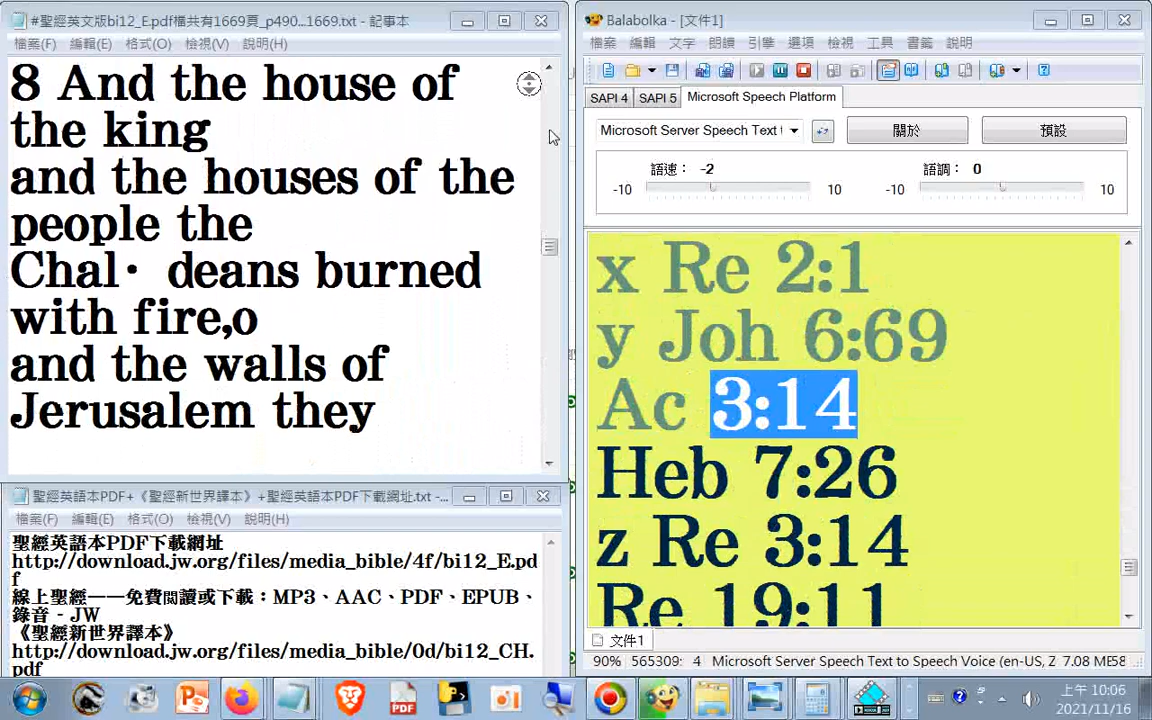 #聖經英文版bi12_E.pdf檔共有1669頁_p490...1669.txt - 記事本
檔案(F) 編輯(E) 格式(O) 檢視(V) 說明(H)
8 And the house of
the king
and the houses of the
people the
Chal· deans burned
with fire,o
and the walls of
Jerusalem they
聖經英語本PDF+《聖經新世界譯本》+聖經英語本PDF下載網址.txt -...
檔案(F) 編輯(E) 格式(O) 檢視(V) 說明(H)
聖經英語本PDF下載網址
http://download.jw.org/files/media_bible/4f/bi12_E.pd
f
線上聖經——免費閱讀或下載：MP3、AAC、PDF、EPUB、
錄音 - JW
《聖經新世界譯本》
http://download.jw.org/files/media_bible/0d/bi12_CH.
pdf
Balabolka - [文件1]
檔案 編輯 文字 朗讀 引擎 選項 檢視 工具 書籤 說明
SAPI 4 SAPI 5 Microsoft Speech Platform
Microsoft Server Speech Text t 關於 預設
語速： -2 語調： 0
-10 10 -10 10
x Re 2:1
y Joh 6:69
Ac 3:14
Heb 7:26
z Re 3:14
Re 19:11
文件1
90% 565309: 4 Microsoft Server Speech Text to Speech Voice (en-US, Z 7.08 ME58
PDF
上午 10:06
2021/11/16